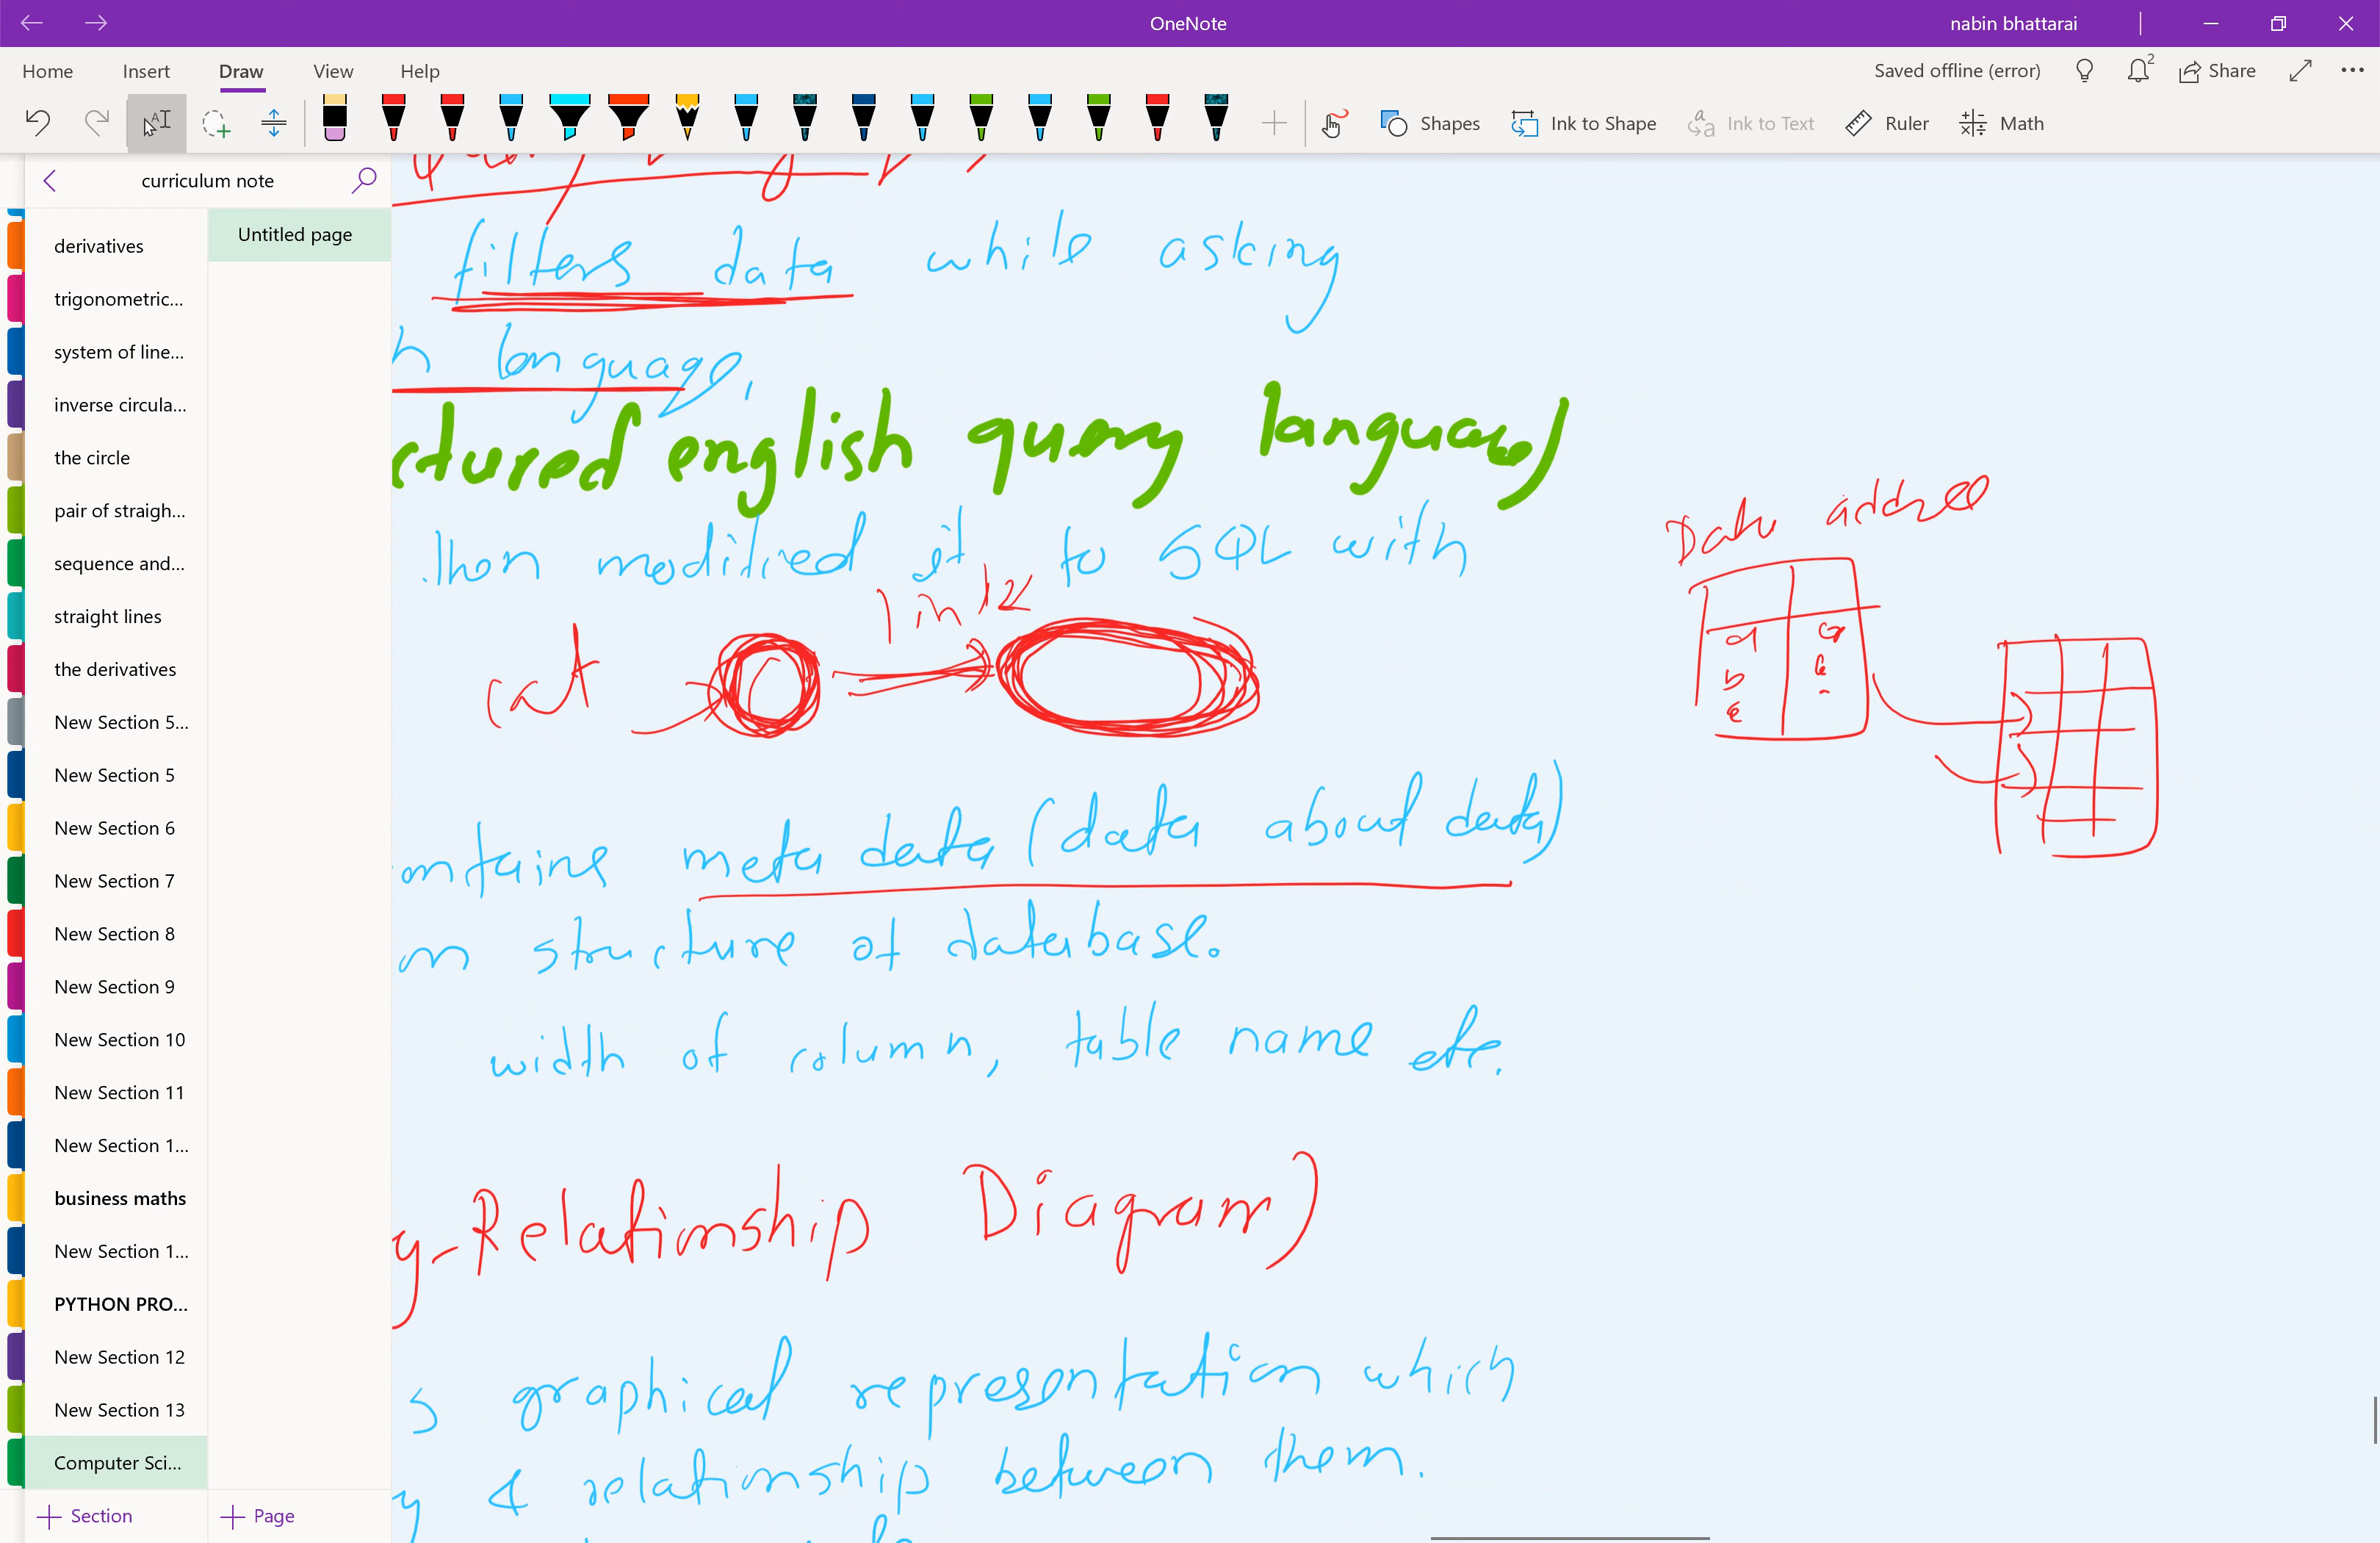 OneNote
nabin bhattarai
Home Insert Draw View Help
Saved offline (error)
2
Share
Shapes
Ink to Shape
Ink to Text
Ruler
Math
curriculum note
derivatives
trigonometric...
system of line...
inverse circula...
the circle
pair of straigh...
sequence and...
straight lines
the derivatives
New Section 5...
New Section 5
New Section 6
New Section 7
New Section 8
New Section 9
New Section 10
New Section 11
New Section 1...
business maths
New Section 1...
PYTHON PRO...
New Section 12
New Section 13
Computer Sci...
Section
Untitled page
Page
filters data while asking
h language,
ctured english query language)
then modified it to SQL with
link
cat
ontains meta data (data about data)
on structure of database.
width of column, table name etc.
y-Relationship Diagram)
s graphical representation which
y & relationship between them.
a
b
c